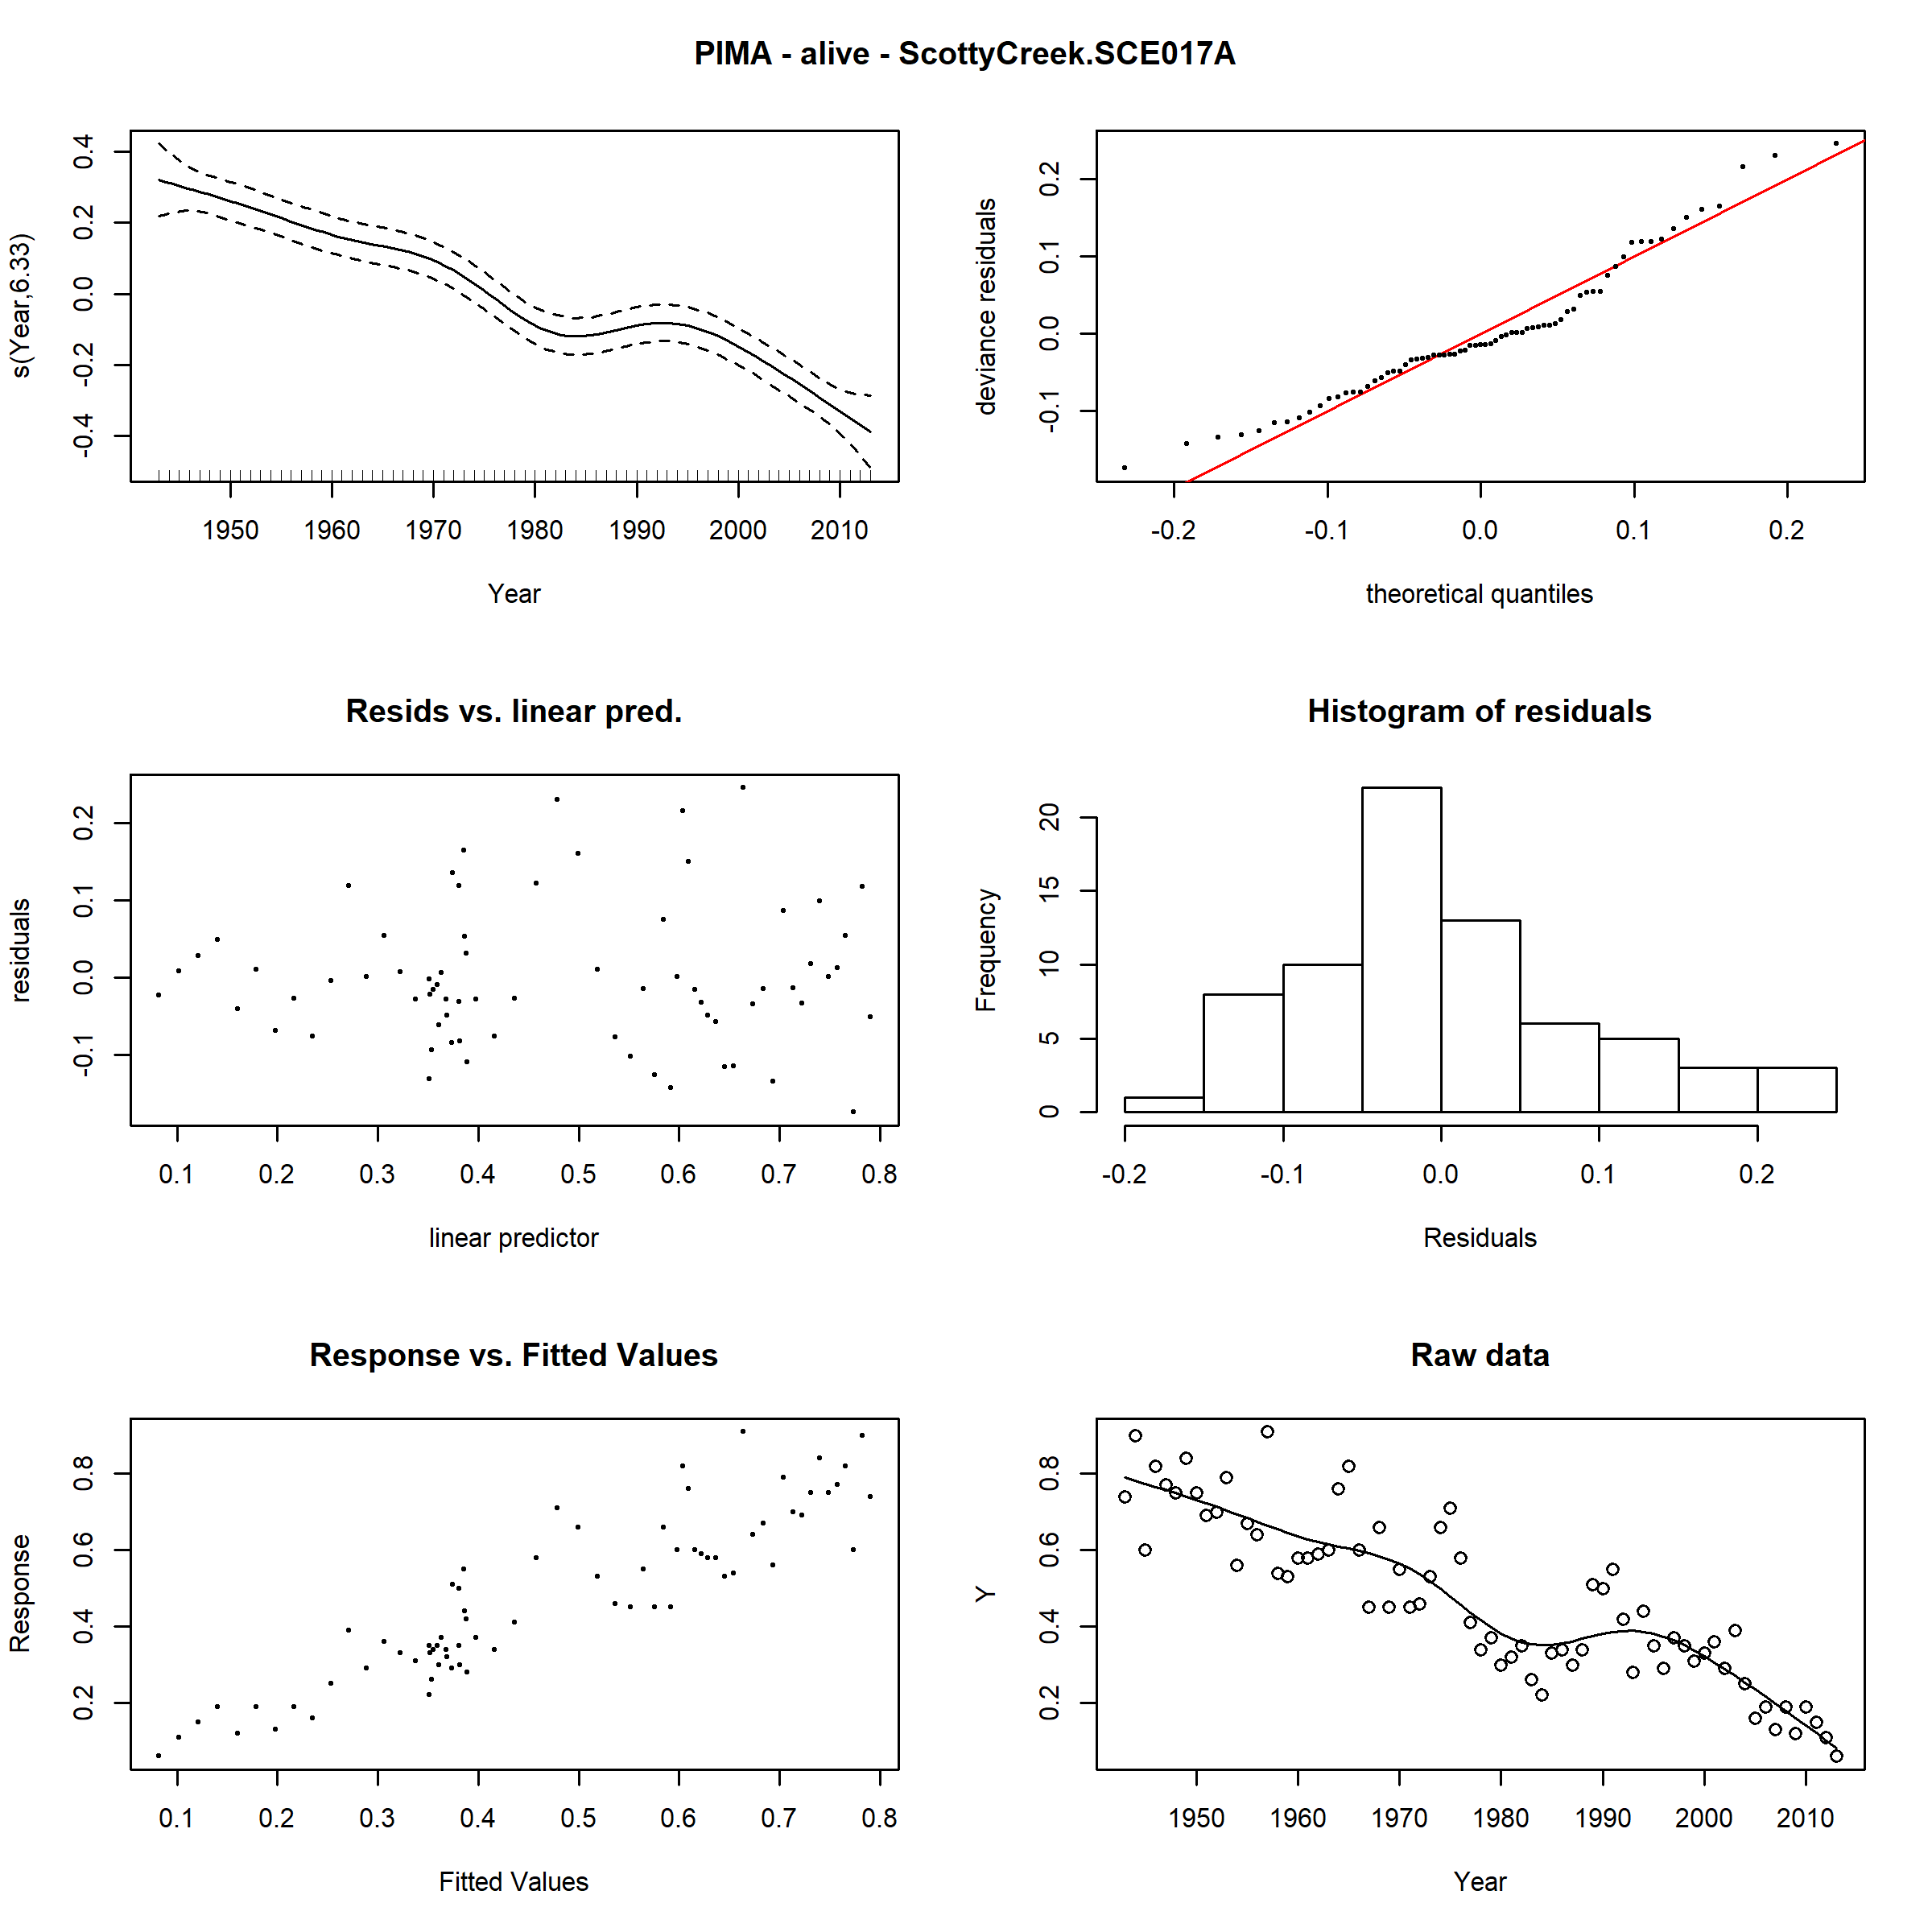 PIMA - alive - ScottyCreek.SCE017A
s(Year,6.33)
0.4
0.2
0.0
-0.2
-0.4
1950 1960 1970 1980 1990 2000 2010
Year
deviance residuals
0.2
0.1
0.0
-0.1
-0.2 -0.1 0.0 0.1 0.2
theoretical quantiles
Resids vs. linear pred.
residuals
0.2
0.1
0.0
-0.1
0.1 0.2 0.3 0.4 0.5 0.6 0.7 0.8
linear predictor
Histogram of residuals
Frequency
20
15
10
5
0
-0.2 -0.1 0.0 0.1 0.2
Residuals
Response vs. Fitted Values
Response
0.8
0.6
0.4
0.2
0.1 0.2 0.3 0.4 0.5 0.6 0.7 0.8
Fitted Values
Raw data
Y
0.8
0.6
0.4
0.2
1950 1960 1970 1980 1990 2000 2010
Year